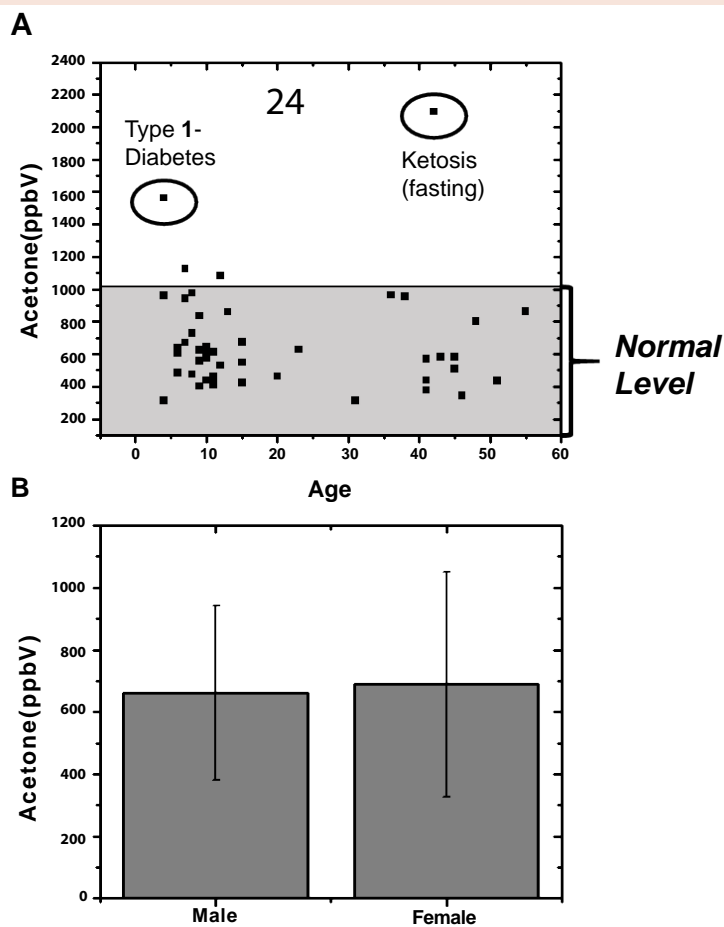 A
2400
2200
2000
1800
1600
1400
1200
1000
800
600
400
200
Acetone(ppbV)
24
Type 1-
Diabetes
Ketosis
(fasting)
Normal
Level
0
10
20
30
40
50
60
Age
B
1200
1000
800
600
400
200
0
Acetone(ppbV)
Male
Female